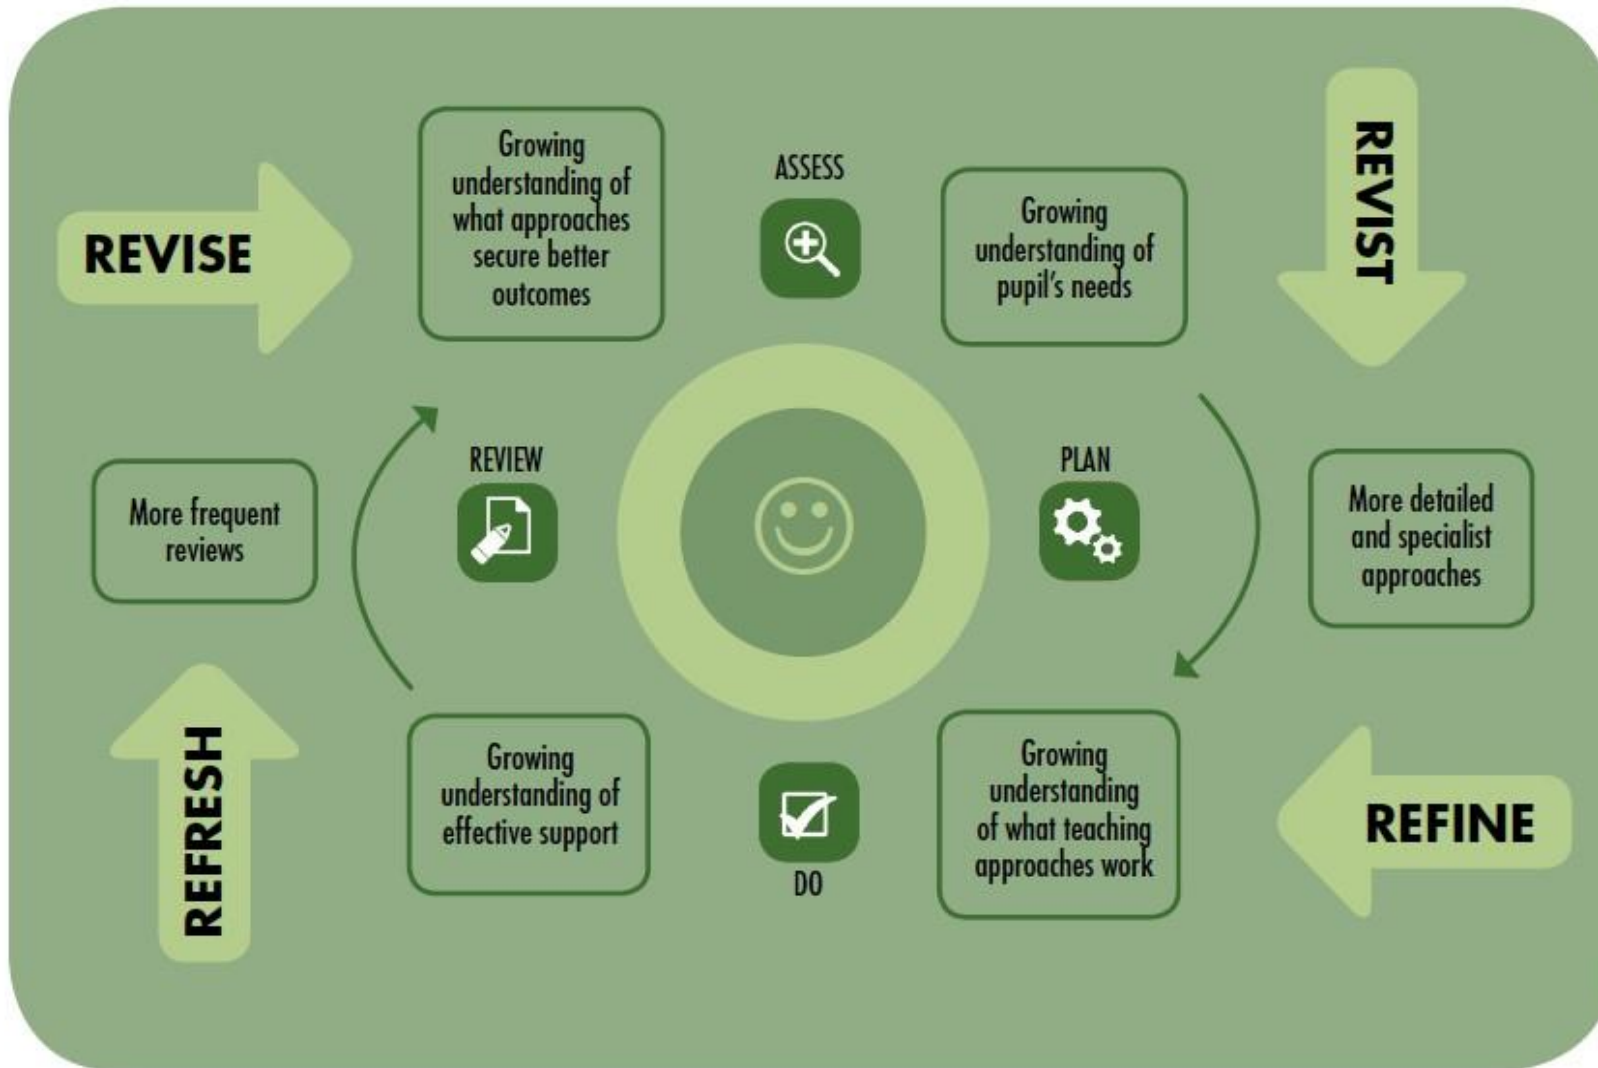 REVISE
Growing
understanding of
what approaches
secure better
outcomes
ASSESS
Growing
understanding of
pupil's needs
REVIST
More frequent
reviews
REVIEW
PLAN
More detailed
and specialist
approaches
REFRESH
Growing
understanding of
effective support
DO
Growing
understanding
of what teaching
approaches work
REFINE